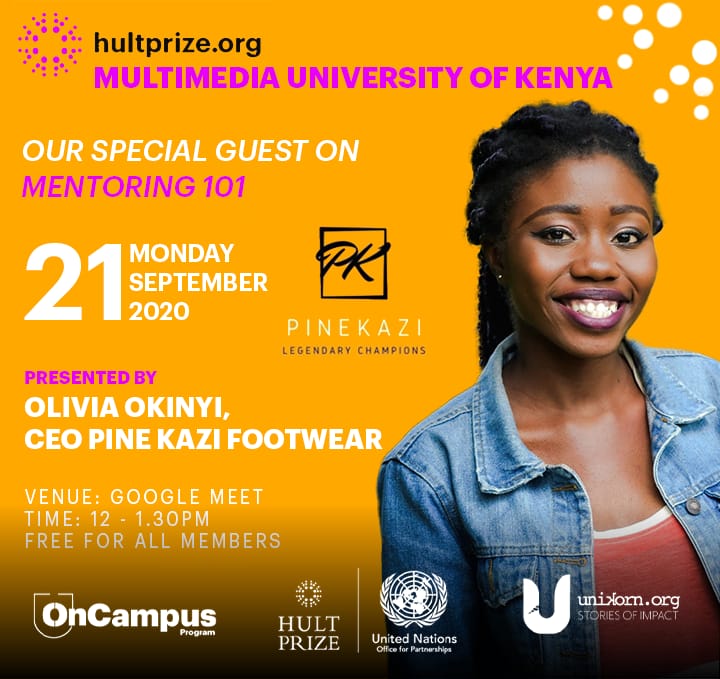 hultprize.org
MULTIMEDIA UNIVERSITY OF KENYA
OUR SPECIAL GUEST ON
MENTORING 101
21 MONDAY
SEPTEMBER
2020
PK
PINEKAZI
LEGENDARY CHAMPIONS
PRESENTED BY
OLIVIA OKINYI,
CEO PINE KAZI FOOTWEAR
VENUE: GOOGLE MEET
TIME: 12 - 1.30PM
FREE FOR ALL MEMBERS
OnCampus
Program
HULT
PRIZE
United Nations
Office for Partnerships
unikorn.org
STORIES OF IMPACT